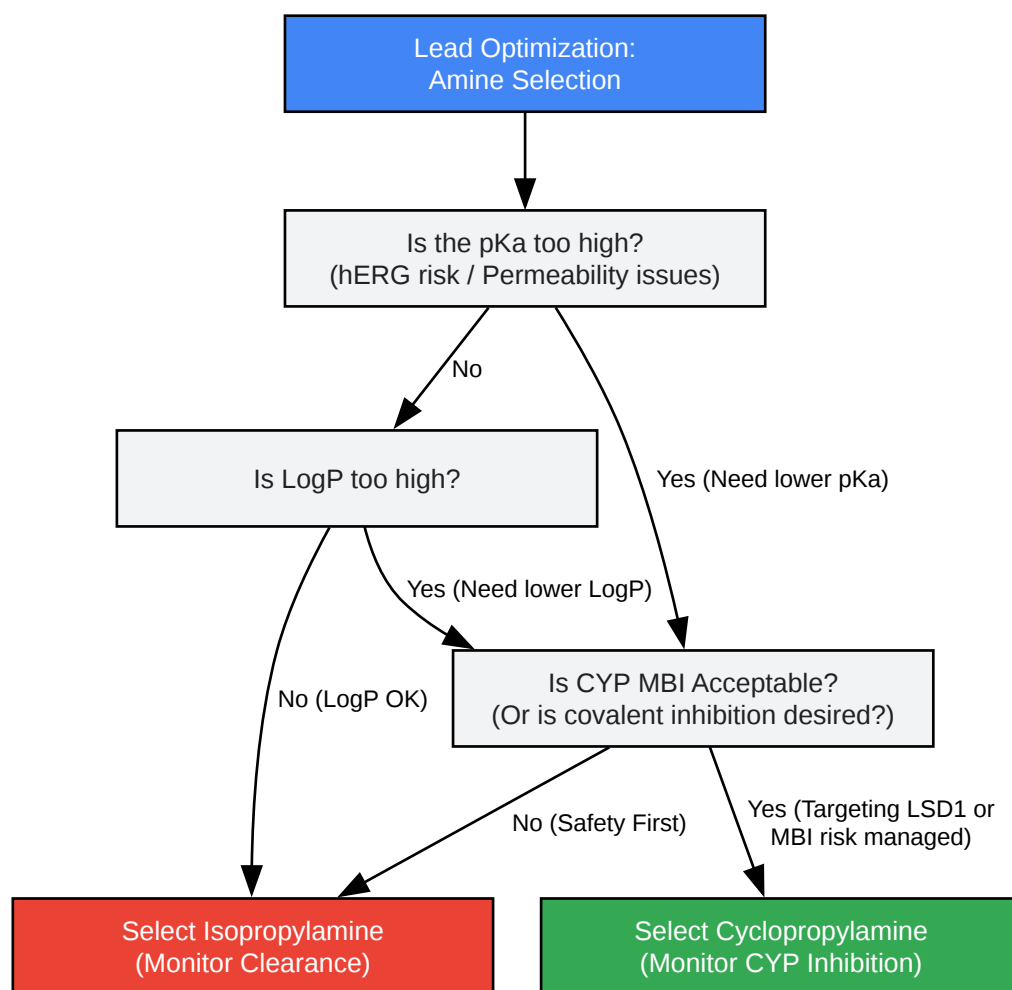 Lead Optimization:
Amine Selection
Is the pKa too high?
(hERG risk / Permeability issues)
No
Is LogP too high?
Yes (Need lower pKa)
Yes (Need lower LogP)
Is CYP MBI Acceptable?
(Or is covalent inhibition desired?)
No (LogP OK)
No (Safety First)
Yes (Targeting LSD1 or
MBI risk managed)
Select Isopropylamine
(Monitor Clearance)
Select Cyclopropylamine
(Monitor CYP Inhibition)